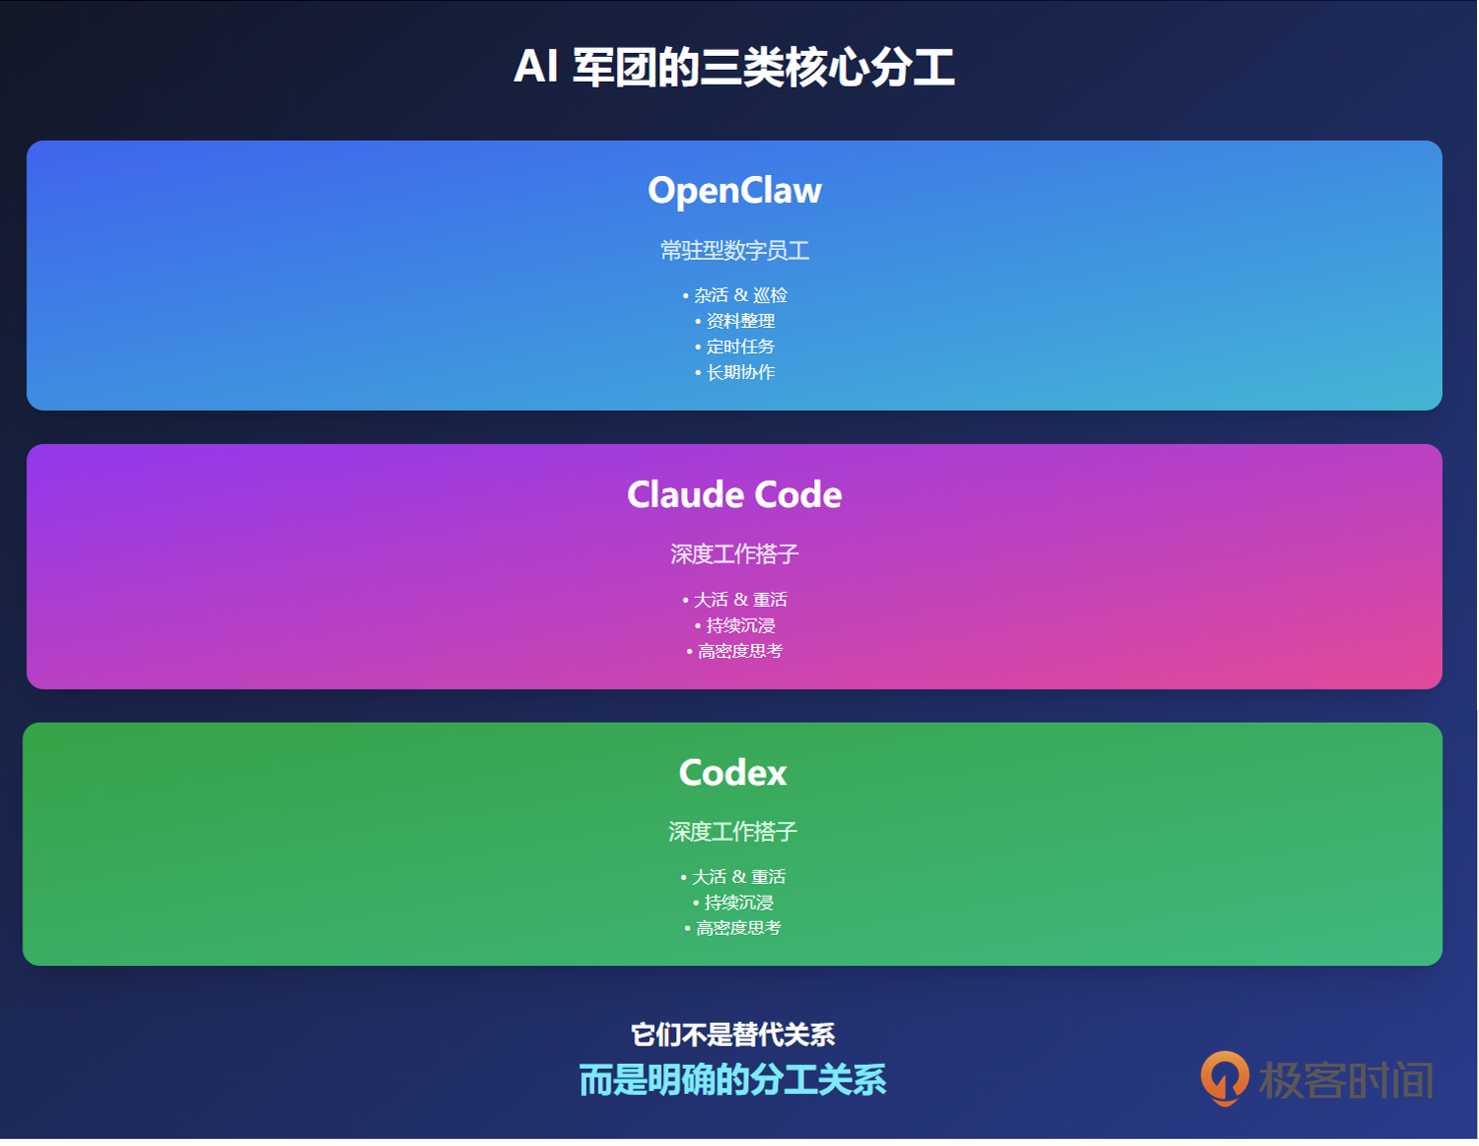 AI 军团的三类核心分工
OpenClaw
常驻型数字员工
• 杂活 & 巡检
• 资料整理
• 定时任务
• 长期协作
Claude Code
深度工作搭子
• 大活 & 重活
• 持续沉浸
• 高密度思考
Codex
深度工作搭子
• 大活 & 重活
• 持续沉浸
• 高密度思考
它们不是替代关系
而是明确的分工关系
极客时间